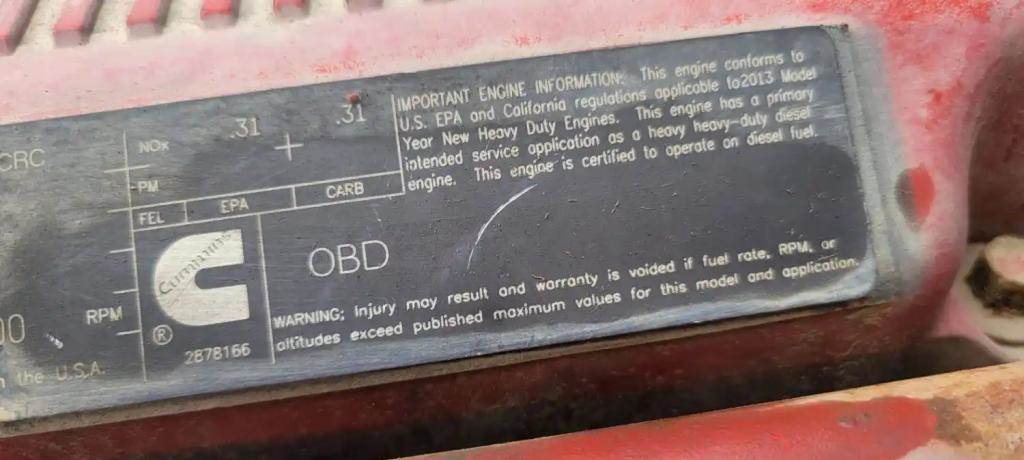 IMPORTANT ENGINE INFORMATION: This engine conforms to
U.S. EPA and California regulations applicable to2013 Model
Year New Heavy Duty Engines. This engine has a primary
intended service application as a heavy heavy-duty diesel
engine. This engine is certified to operate on diesel fuel.
CRC
NOx .31 .31
PM
FEL EPA CARB
Cummins
®
OBD
RPM
00
the U.S.A.
2878166
WARNING: Injury may result and warranty is voided if fuel rate, RPM, or
altitudes exceed published maximum values for this model and application.